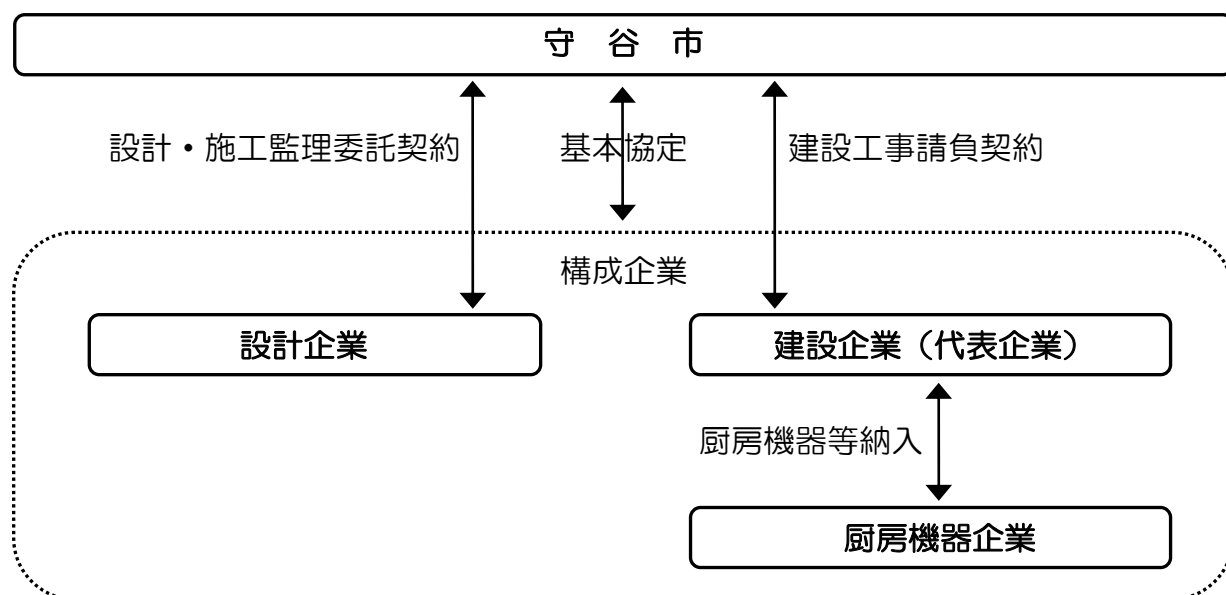 守 谷 市
設計・施工監理委託契約
基本協定
建設工事請負契約
構成企業
設計企業
建設企業（代表企業）
厨房機器等納入
厨房機器企業